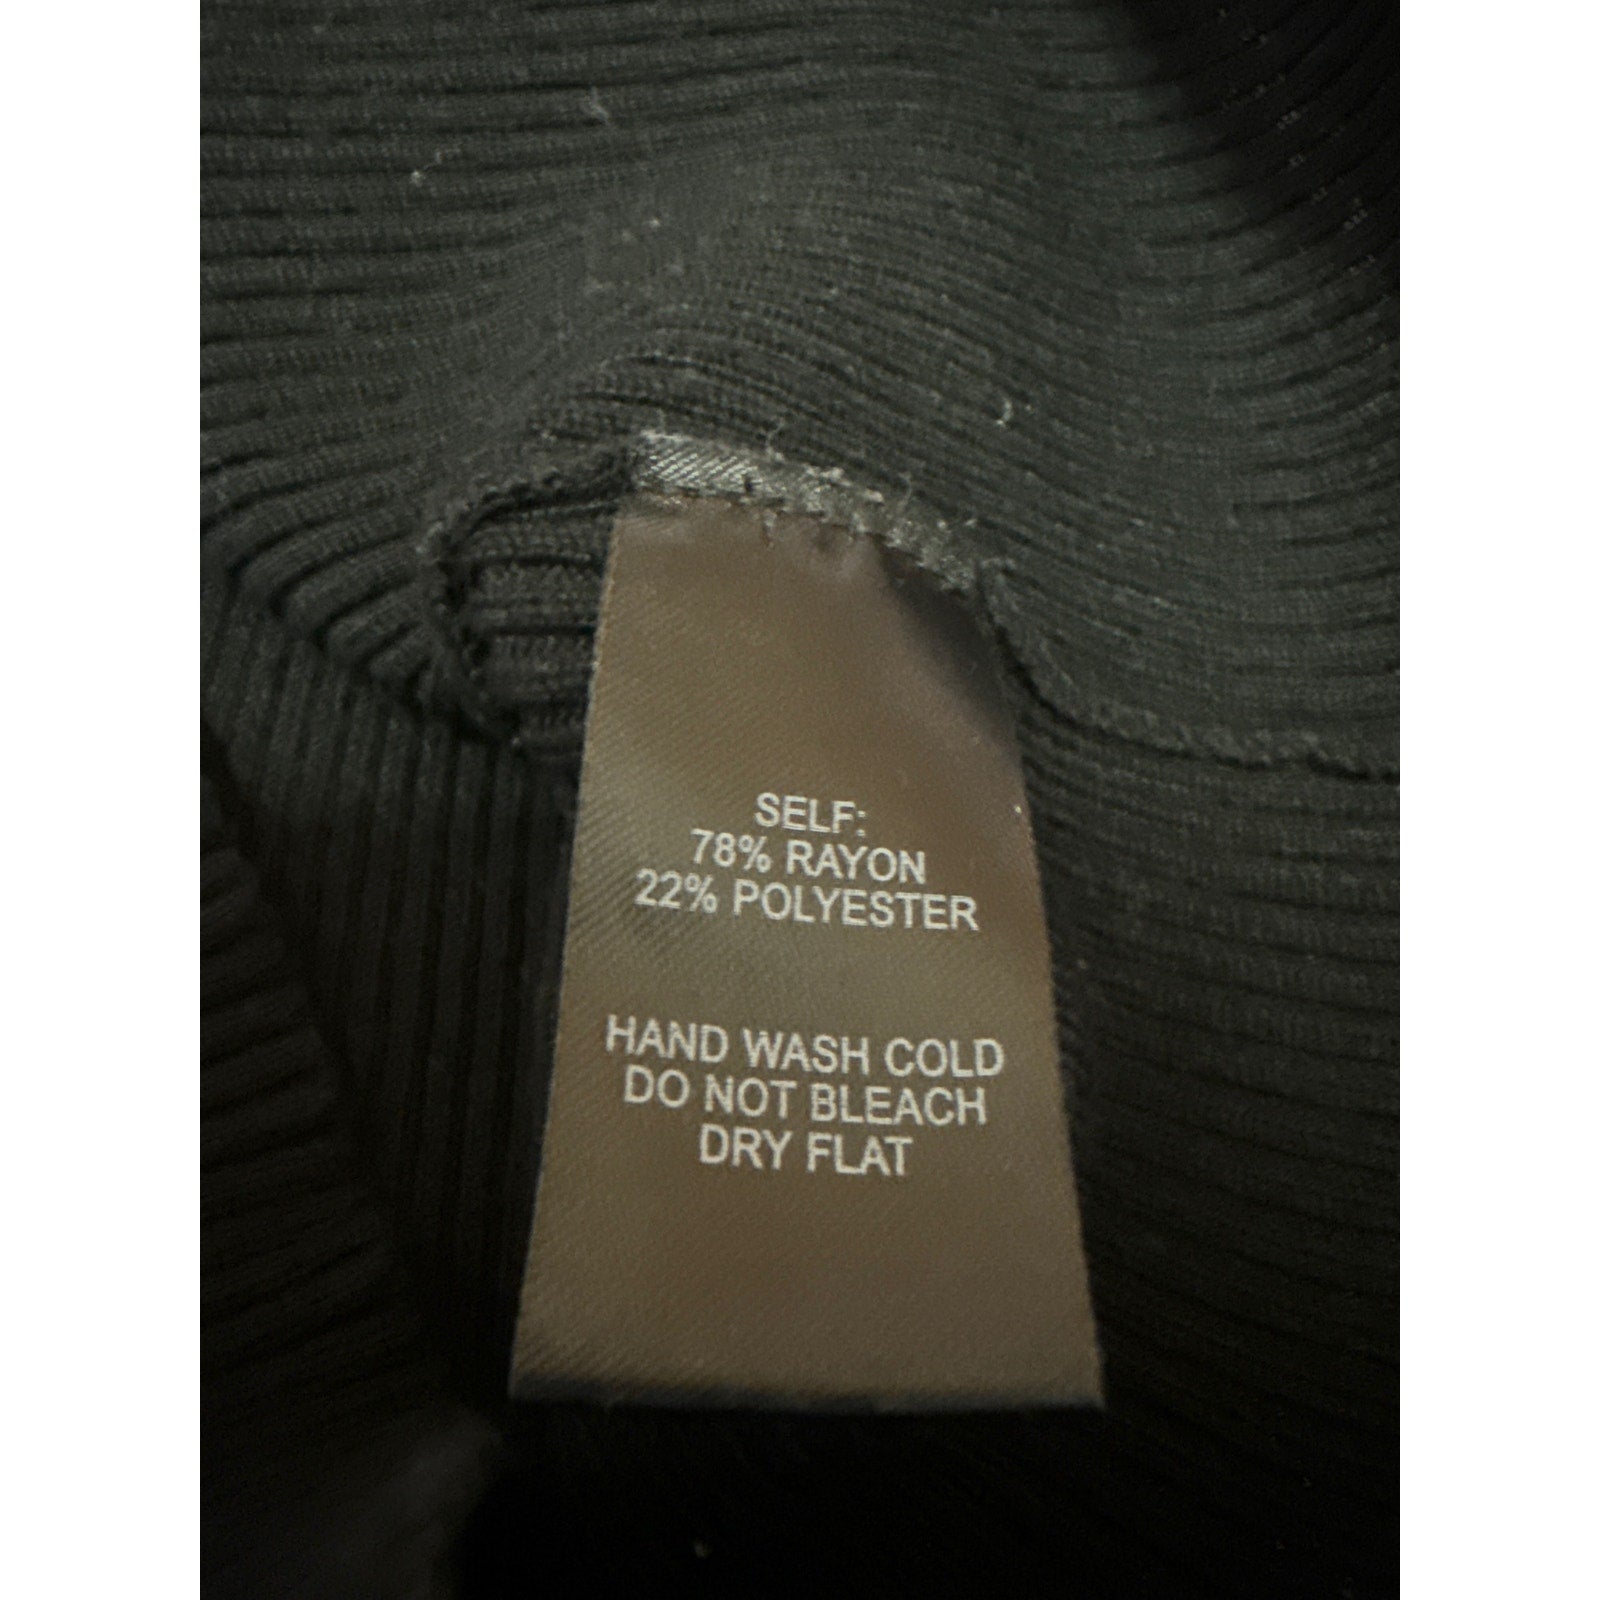 SELF:
78% RAYON
22% POLYESTER
HAND WASH COLD
DO NOT BLEACH
DRY FLAT